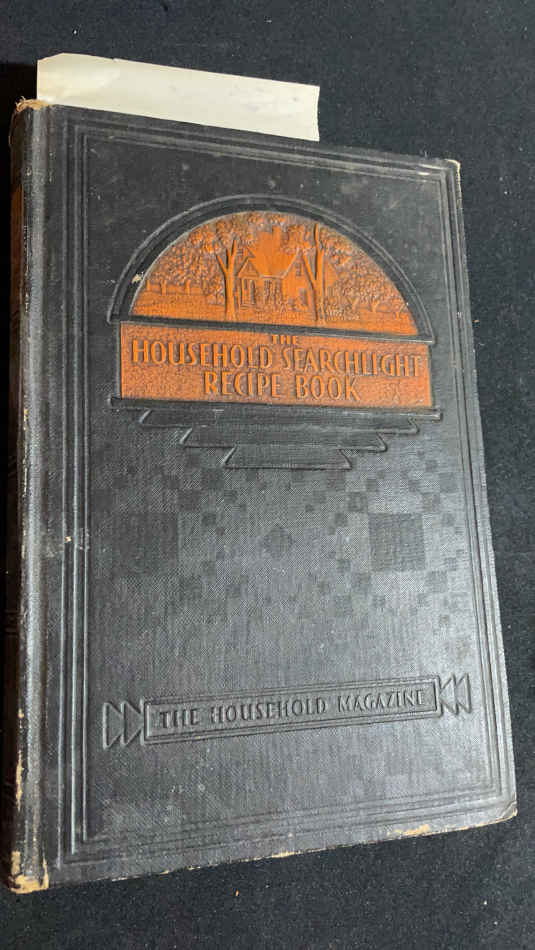 THE
HOUSEHOLD SEARCHLIGHT
RECIPE BOOK
THE HOUSEHOLD MAGAZINE